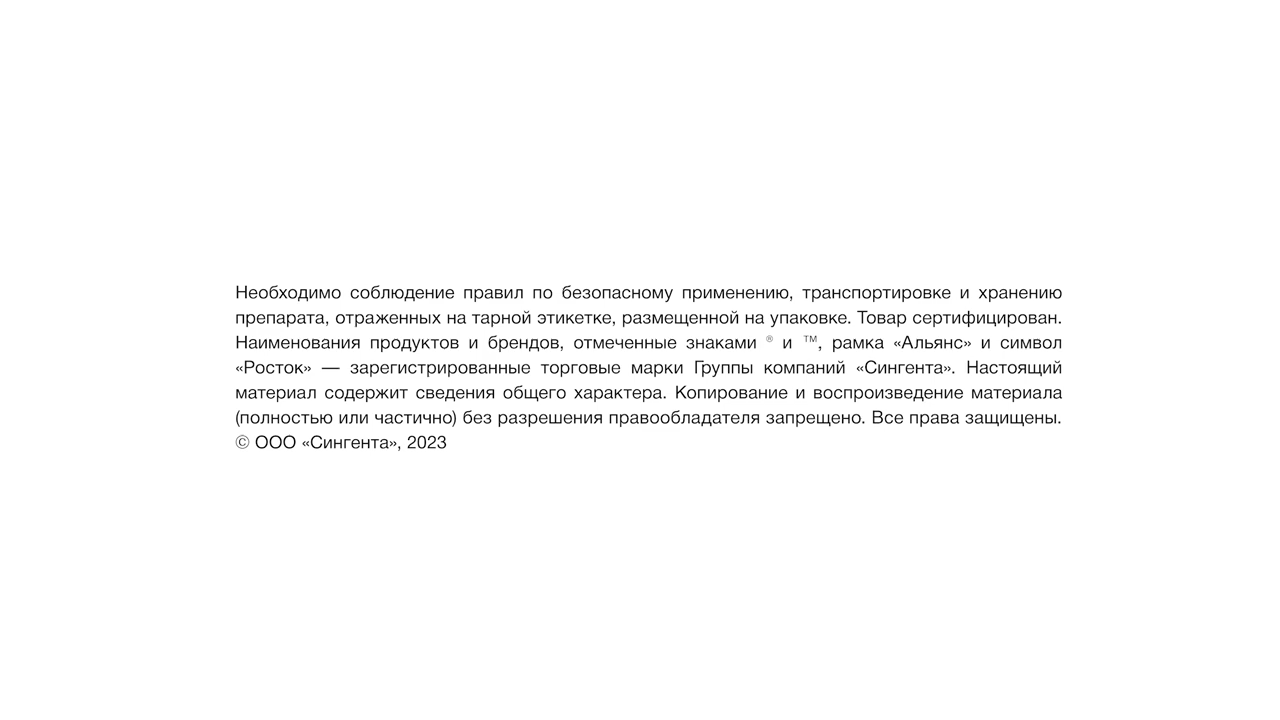 Необходимо соблюдение правил по безопасному применению, транспортировке и хранению
препарата, отраженных на тарной этикетке, размещенной на упаковке. Товар сертифицирован.
Наименования продуктов и брендов, отмеченные знаками ® и ™, рамка «Альянс» и символ
«Росток» — зарегистрированные торговые марки Группы компаний «Сингента». Настоящий
материал содержит сведения общего характера. Копирование и воспроизведение материала
(полностью или частично) без разрешения правообладателя запрещено. Все права защищены.
© ООО «Сингента», 2023